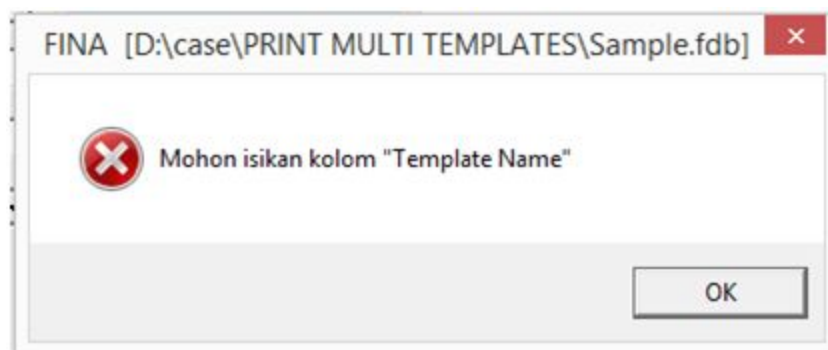 FINA [D:\case\PRINT MULTI TEMPLATES\Sample.fdb]
Mohon isikan kolom "Template Name"
OK